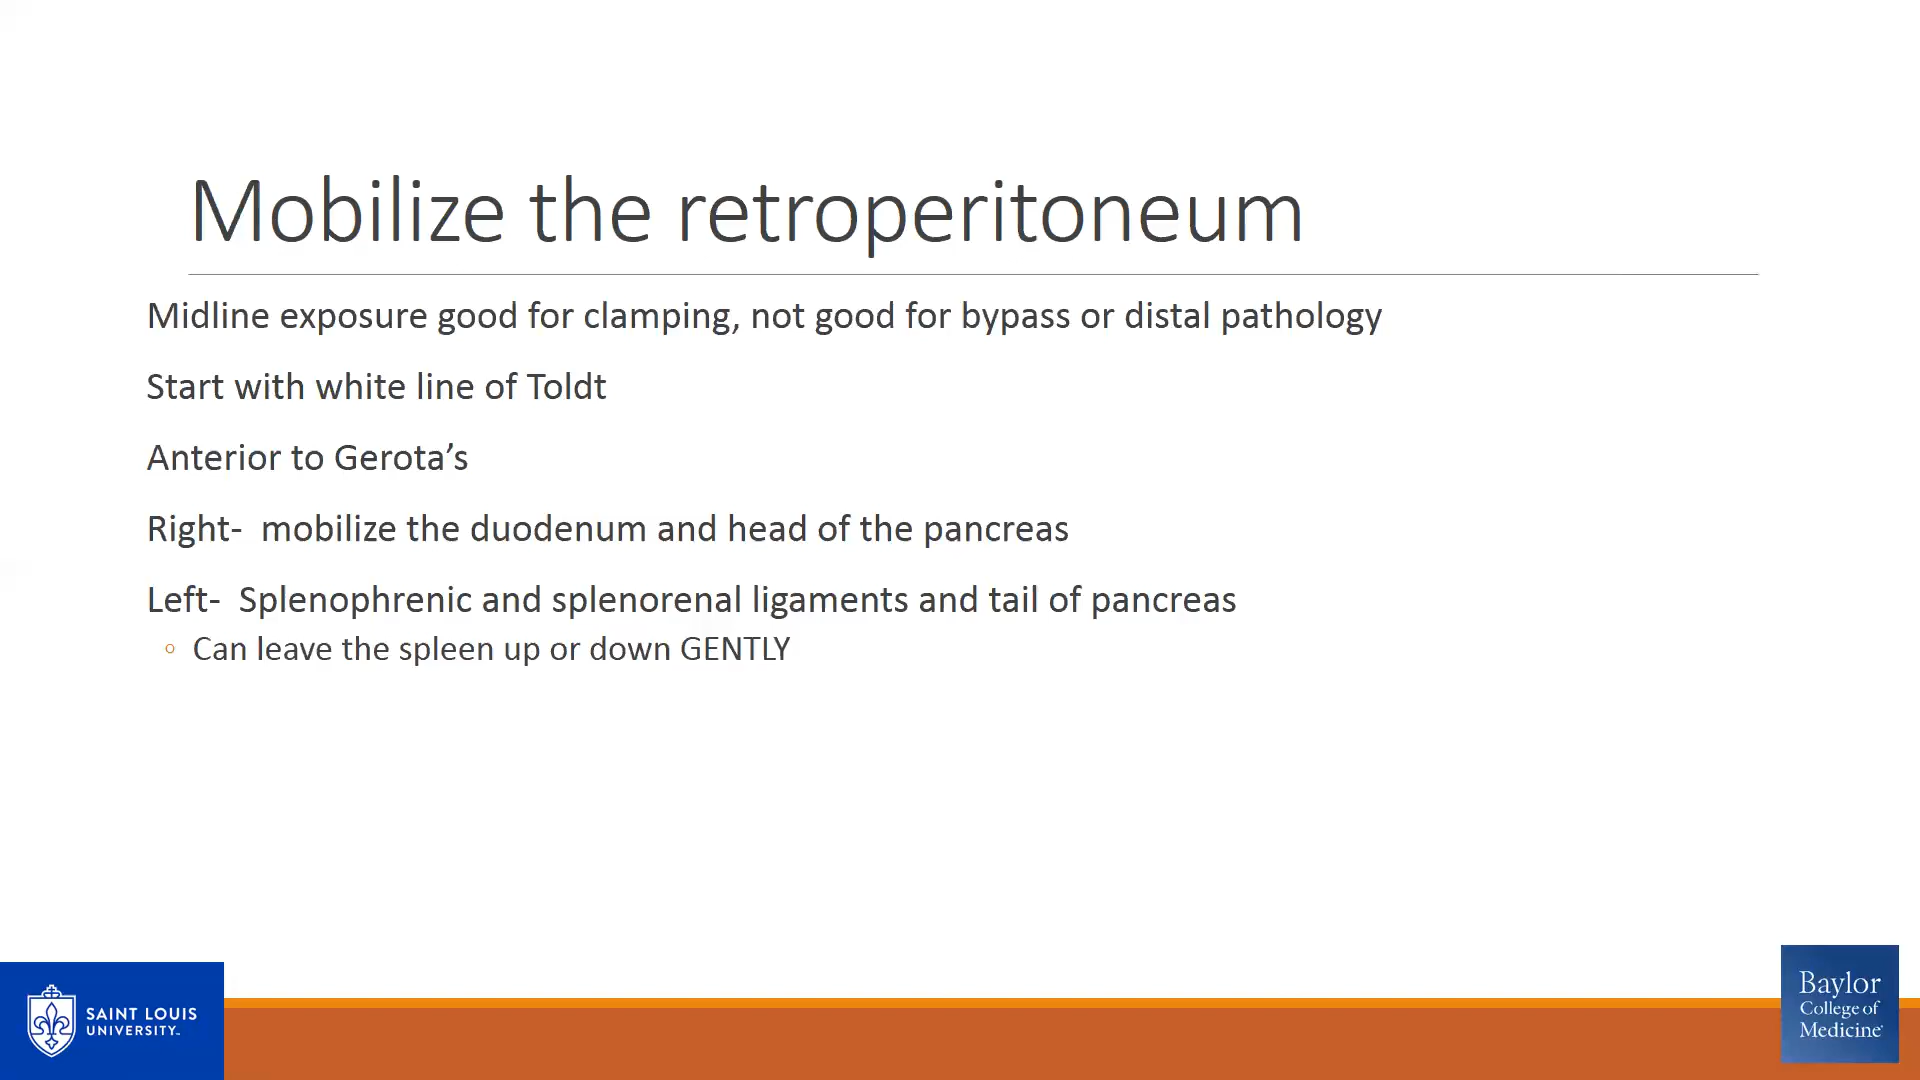 Mobilize the retroperitoneum
Midline exposure good for clamping, not good for bypass or distal pathology
Start with white line of Toldt
Anterior to Gerota’s
Right-  mobilize the duodenum and head of the pancreas
Left-  Splenophrenic and splenorenal ligaments and tail of pancreas
◦ Can leave the spleen up or down GENTLY
SAINT LOUIS
UNIVERSITY™
Baylor
College of
Medicine